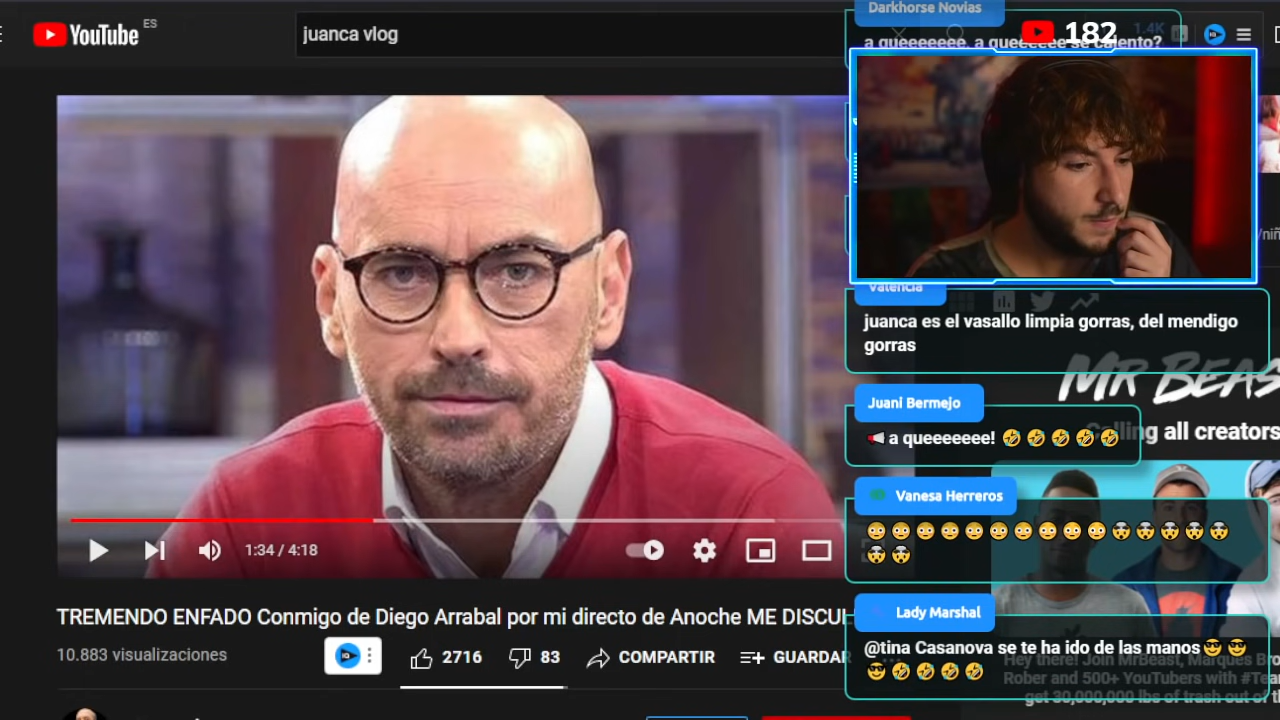 YouTube ES
juanca vlog
Darkhorse Novias
a queeeeeee, a queeeeee se calento?
182
1.4K
Valencia
juanca es el vasallo limpia gorras, del mendigo
gorras
MR BEAS
Juani Bermejo
a queeeeeee!
ling all creators
Vanesa Herreros
1:34 / 4:18
TREMENDO ENFADO Conmigo de Diego Arrabal por mi directo de Anoche ME DISCUL
Lady Marshal
10.883 visualizaciones
2716
83
COMPARTIR
GUARDAR
@tina Casanova se te ha ido de las manos 😎 😎
😎 🤣 🤣 🤣 🤣
Hey there! Join MrBeast, Marques Bro
Rober and 500+ YouTubers with #Tea
get 30,000,000 lbs of trash out of t